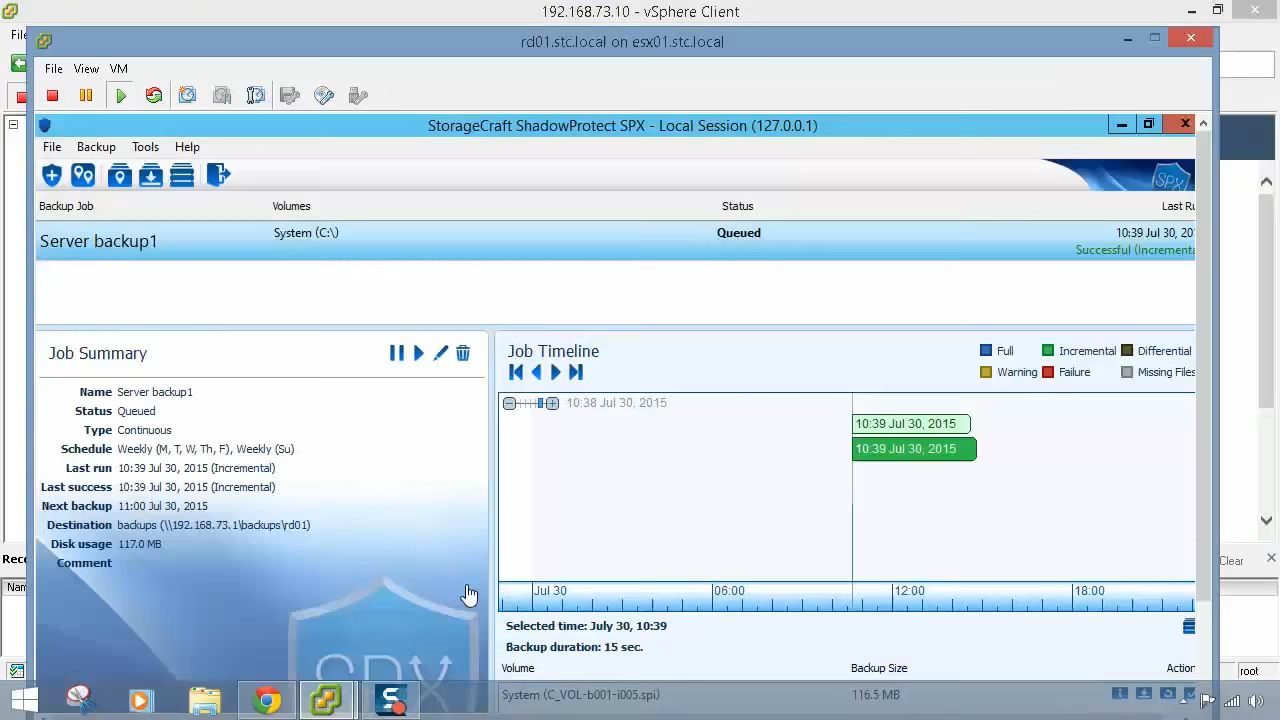 192.168.73.10 - vSphere Client
rd01.stc.local on esx01.stc.local
File View VM
StorageCraft ShadowProtect SPX - Local Session (127.0.0.1)
File Backup Tools Help
SPX
Backup Job Volumes Status Last Ru
Server backup1 System (C:\) Queued 10:39 Jul 30, 20
Successful (Incrementa
Job Summary
Name Server backup1
Status Queued
Type Continuous
Schedule Weekly (M, T, W, Th, F), Weekly (Su)
Last run 10:39 Jul 30, 2015 (Incremental)
Last success 10:39 Jul 30, 2015 (Incremental)
Next backup 11:00 Jul 30, 2015
Destination backups (\\192.168.73.1\backups\rd01)
Disk usage 117.0 MB
Comment
SPX
Job Timeline
Full Incremental Differential
Warning Failure Missing Files
10:38 Jul 30, 2015
10:39 Jul 30, 2015
10:39 Jul 30, 2015
Jul 30 06:00 12:00 18:00
Selected time: July 30, 10:39
Backup duration: 15 sec.
Volume Backup Size Action
System (C_VOL-b001-i005.spi) 116.5 MB
Fil
Rece
Nam
Clear
root